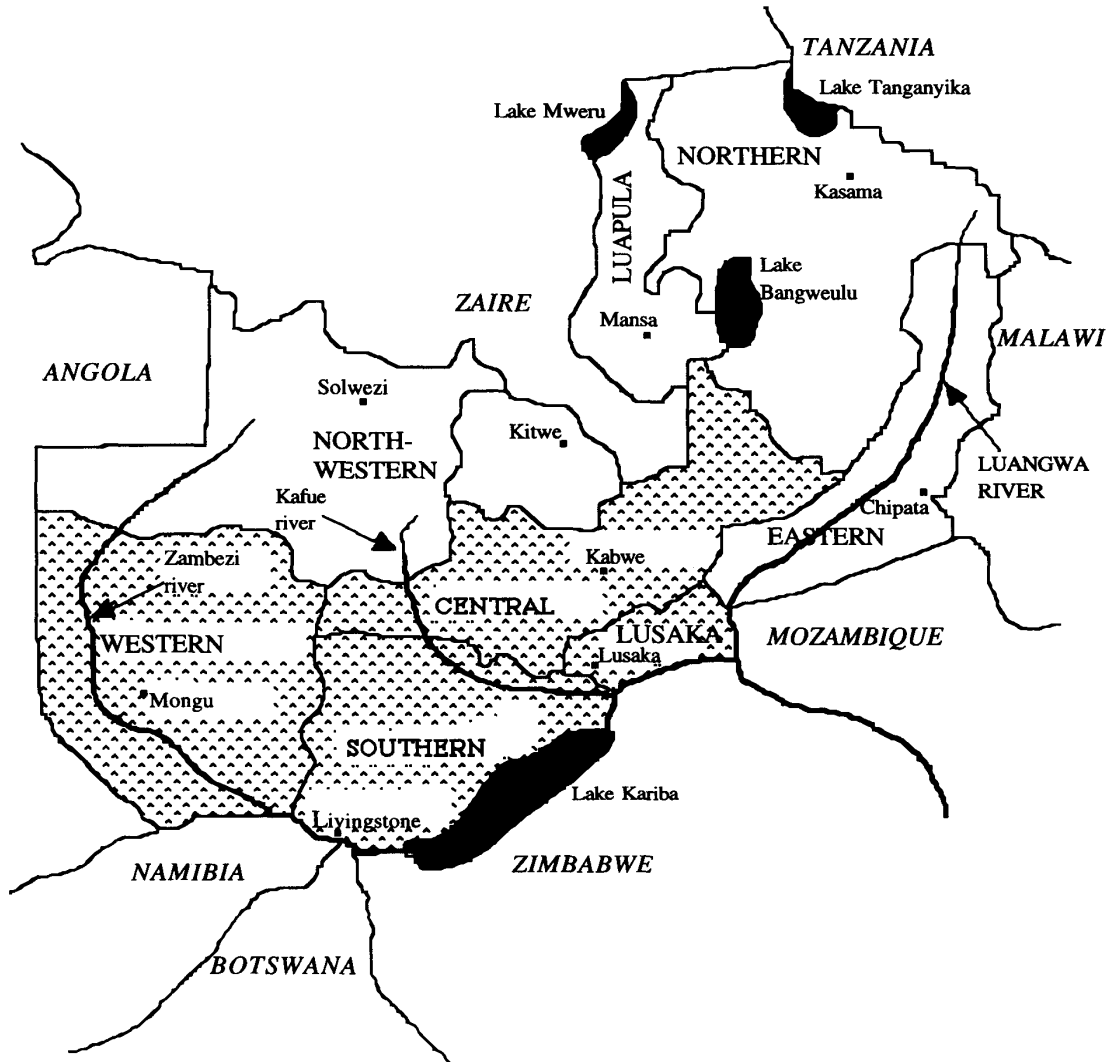 TANZANIA
Lake Tanganyika
Lake Mweru
NORTHERN
Kasama
LUAPULA
Lake
Bangweulu
ZAIRE
Mansa
MALAWI
ANGOLA
Solwezi
Kitwe
NORTH-
WESTERN
LUANGWA
RIVER
Kafue
river
Chipata
EASTERN
Zambezi
river
Kabwe
CENTRAL
LUSAKA
MOZAMBIQUE
WESTERN
Lusaka
Mongu
SOUTHERN
Lake Kariba
Livingstone
ZIMBABWE
NAMIBIA
BOTSWANA